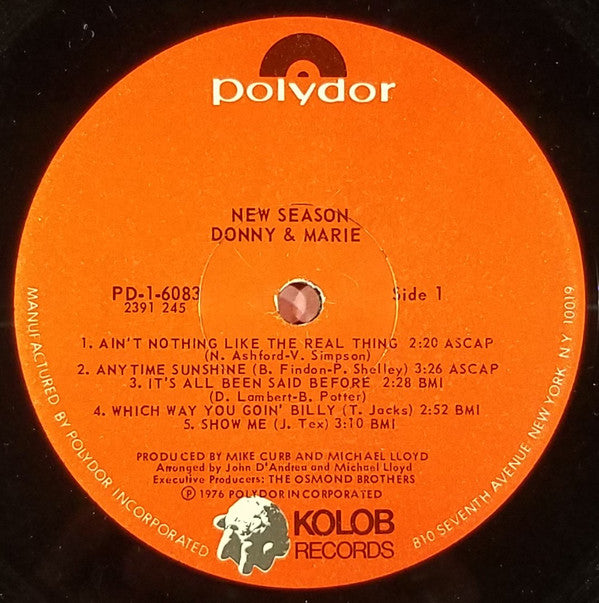 polydor
NEW SEASON
DONNY & MARIE
PD-1-6083
2391 245
Side 1
1. AIN'T NOTHING LIKE THE REAL THING 2:20 ASCAP
(N. Ashford-V. Simpson)
2. ANYTIME SUNSHINE (B. Findon-P. Shelley) 3:26 ASCAP
3. IT'S ALL BEEN SAID BEFORE 2:28 BMI
(D. Lambert-B. Potter)
4. WHICH WAY YOU GOIN' BILLY (T. Jacks) 2:52 BMI
5. SHOW ME (J. Tex) 3:10 BMI
PRODUCED BY MIKE CURB AND MICHAEL LLOYD
Arranged by John D'Andrea and Michael Lloyd
Executive Producers: THE OSMOND BROTHERS
Ⓟ 1976 POLYDOR INCORPORATED
KOLOB
RECORDS
MANUFACTURED BY POLYDOR INCORPORATED
810 SEVENTH AVENUE, NEW YORK, N.Y. 10019